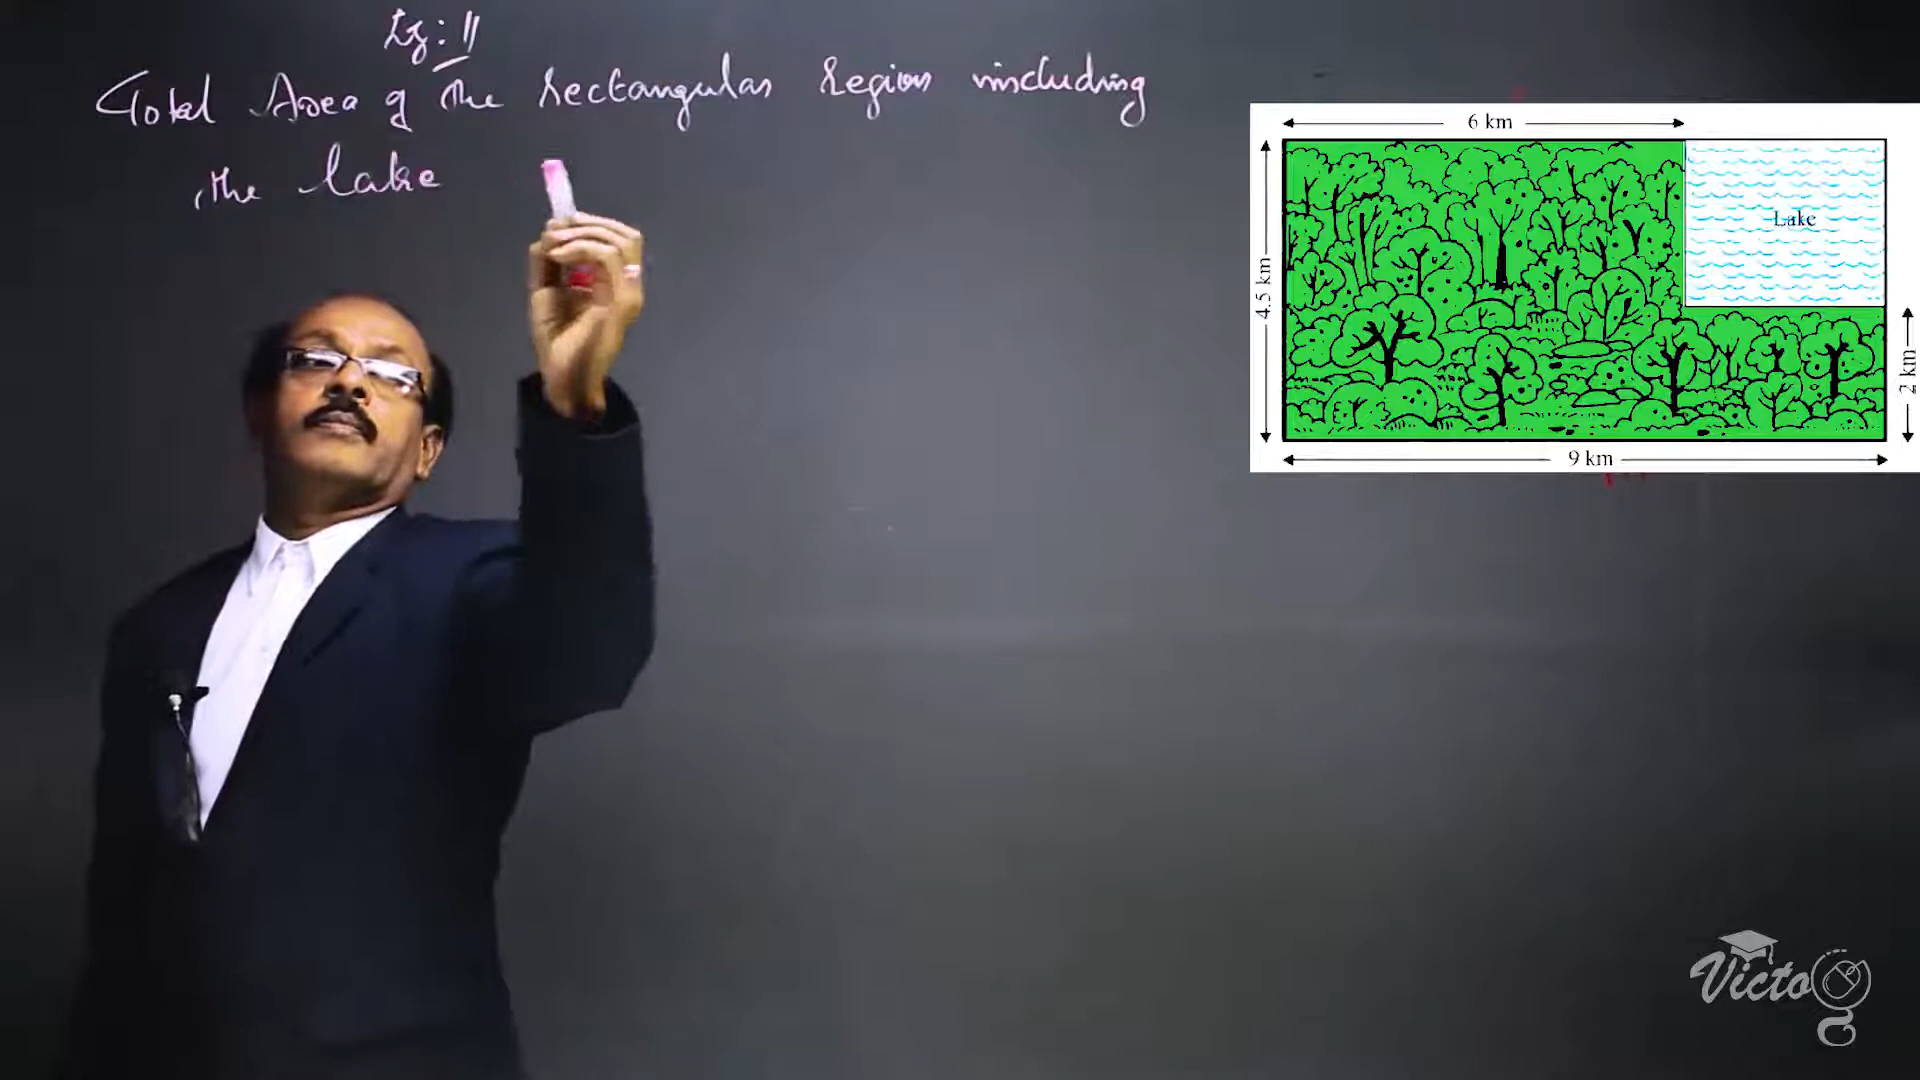 Eg: 11
Total Area of the rectangular region including
the lake
6 km
Lake
4.5 km
2 km
9 km
Victo